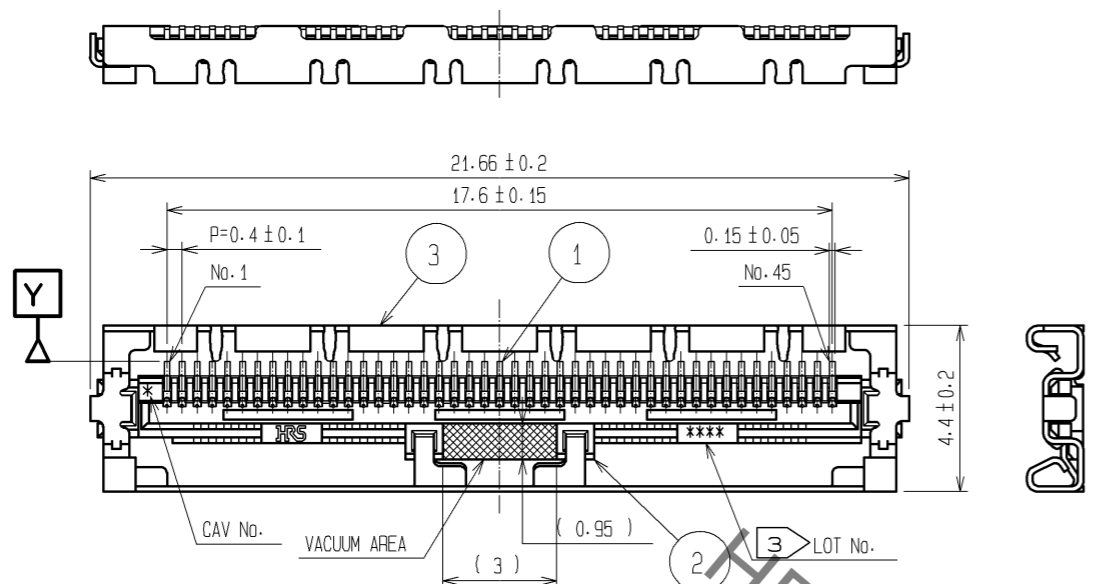 21.66 ±0.2
17.6 ±0.15
P=0.4 ±0.1
3
1
0.15 ±0.05
No.1
No.45
Y
*
HRS
****
4.4 ±0.2
CAV No.
VACUUM AREA
( 0.95 )
( 3 )
2
3 LOT No.